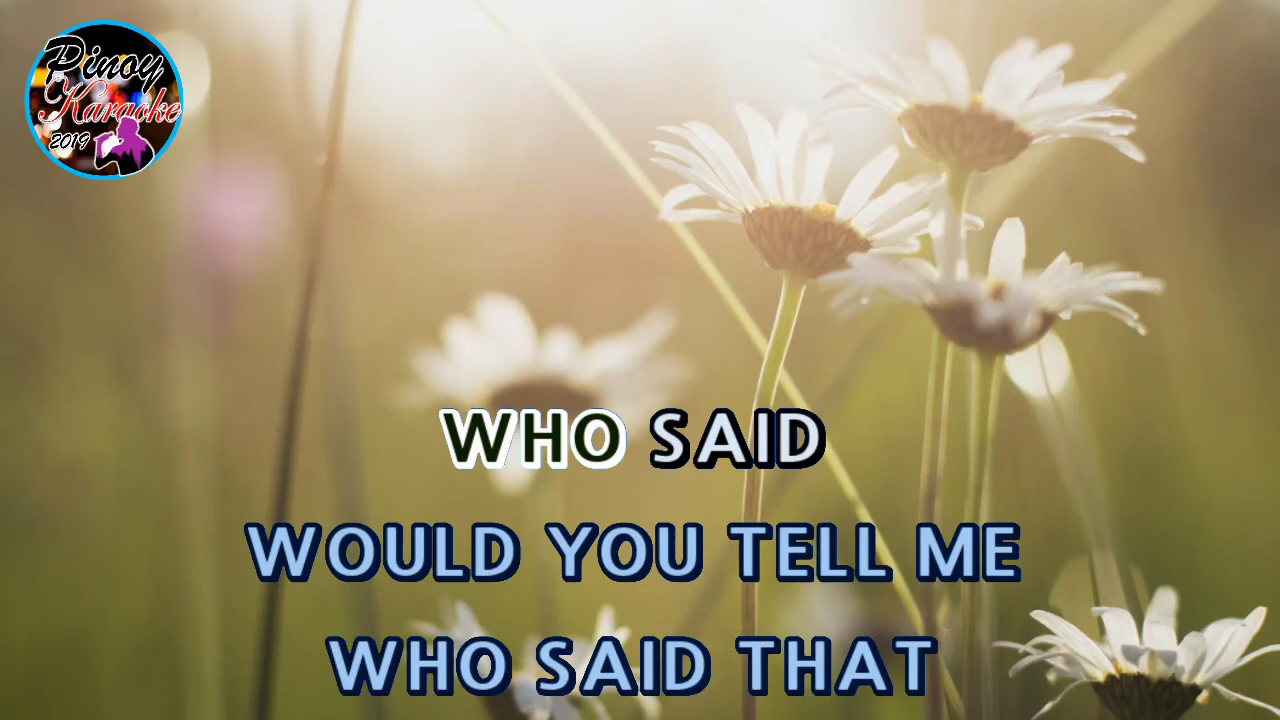 Pinoy
Karaoke
2019
WHO SAID
WOULD YOU TELL ME
WHO SAID THAT